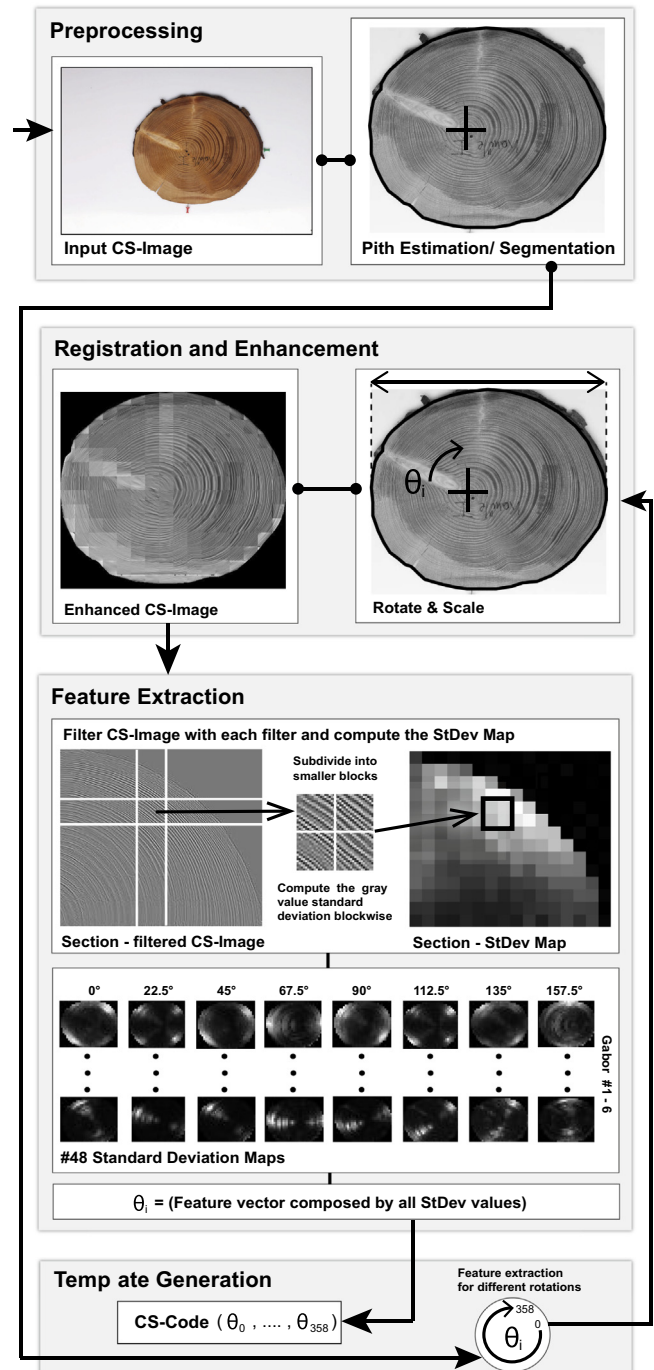 Preprocessing
Input CS-Image
Pith Estimation/ Segmentation
Registration and Enhancement
θi
Enhanced CS-Image
Rotate & Scale
Feature Extraction
Filter CS-Image with each filter and compute the StDev Map
Subdivide into
smaller blocks
Compute the gray
value standard
deviation blockwise
Section - filtered CS-Image
Section - StDev Map
0° 22.5° 45° 67.5° 90° 112.5° 135° 157.5°
Gabor #1 - 6
#48 Standard Deviation Maps
θi = (Feature vector composed by all StDev values)
Temp ate Generation
Feature extraction
for different rotations
CS-Code (θ0 , .... , θ358)
358
0
θi